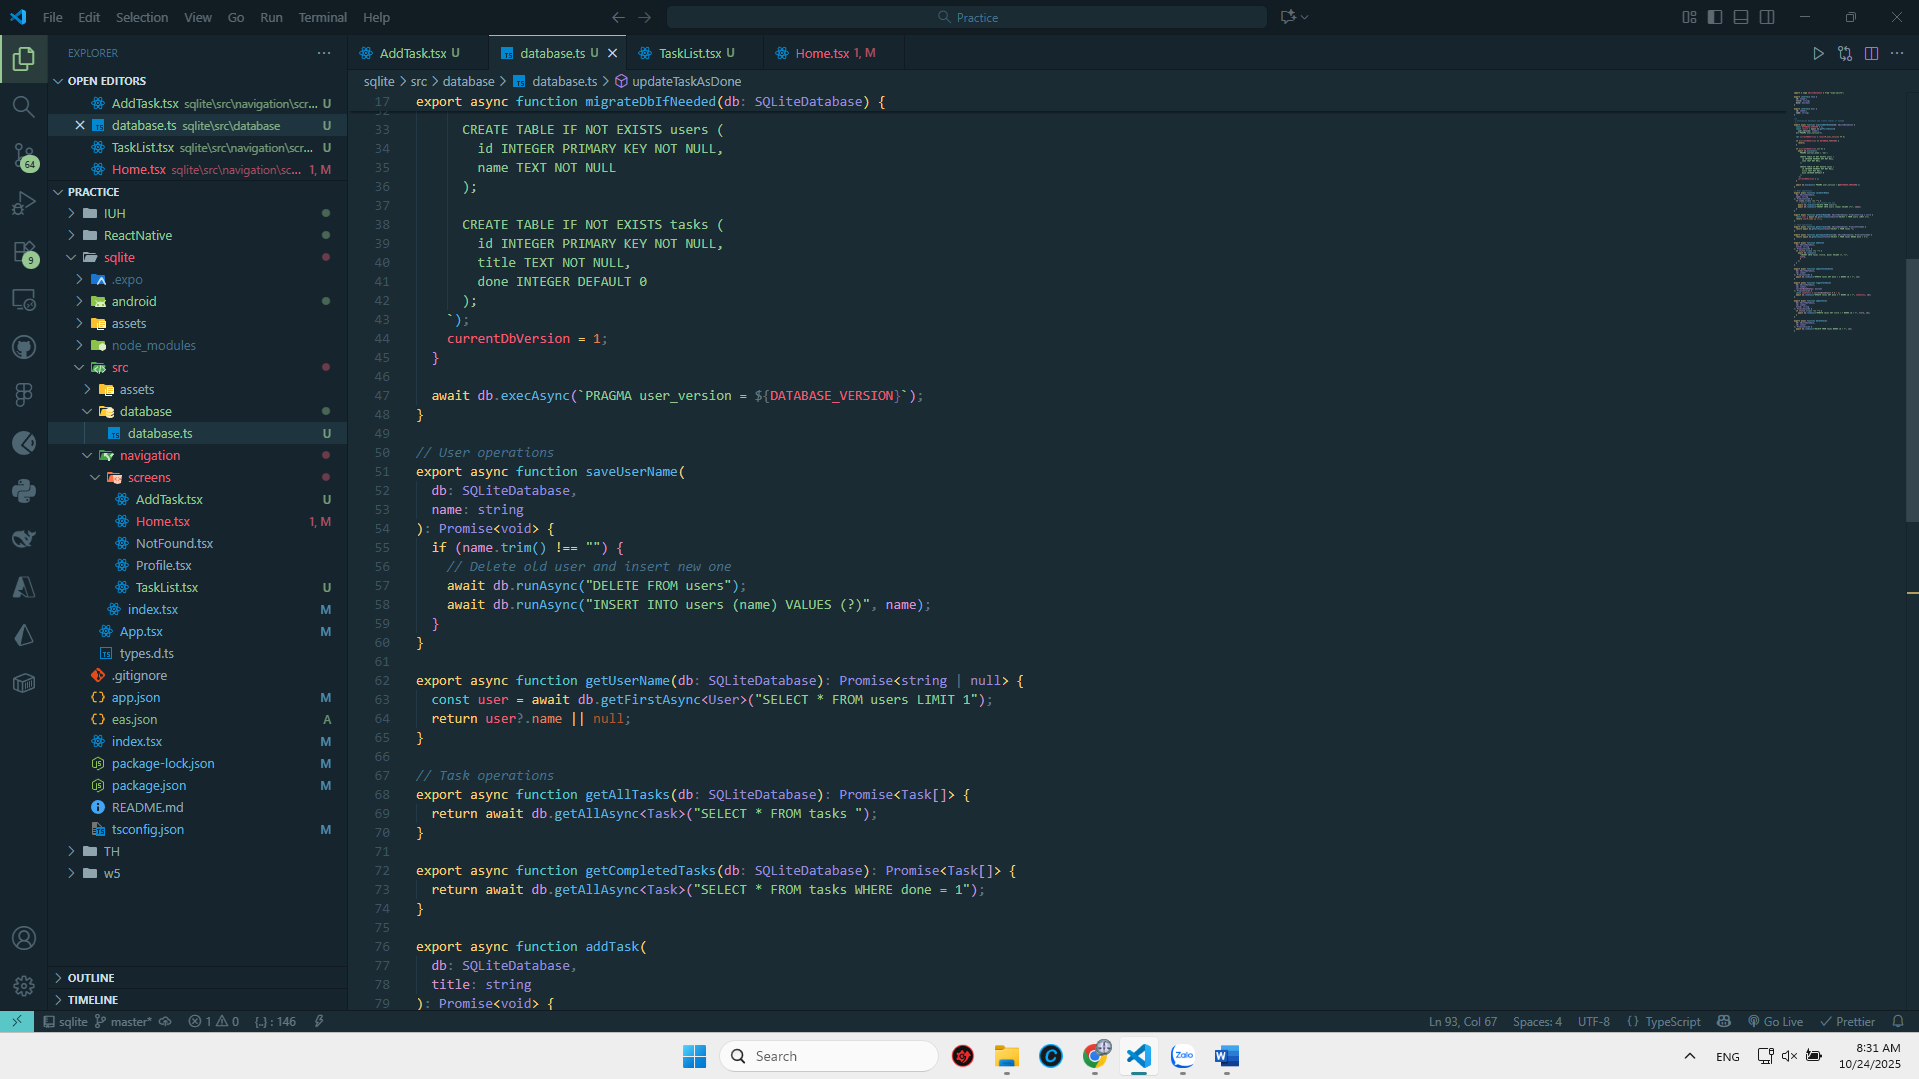 File Edit Selection View Go Run Terminal Help
Practice
EXPLORER
OPEN EDITORS
AddTask.tsx sqlite\src\navigation\scr... U
database.ts sqlite\src\database U
TaskList.tsx sqlite\src\navigation\scr... U
Home.tsx sqlite\src\navigation\sc... 1, M
PRACTICE
IUH
ReactNative
sqlite
.expo
android
assets
node_modules
src
assets
database
database.ts U
navigation
screens
AddTask.tsx U
Home.tsx 1, M
NotFound.tsx
Profile.tsx
TaskList.tsx U
index.tsx M
App.tsx M
types.d.ts
.gitignore
app.json M
eas.json A
index.tsx M
package-lock.json M
package.json M
README.md
tsconfig.json M
TH
w5
OUTLINE
TIMELINE
64
9
AddTask.tsx U database.ts U TaskList.tsx U Home.tsx 1, M
sqlite > src > database > database.ts > updateTaskAsDone
17 export async function migrateDbIfNeeded(db: SQLiteDatabase) {
33 CREATE TABLE IF NOT EXISTS users (
34 id INTEGER PRIMARY KEY NOT NULL,
35 name TEXT NOT NULL
36 );
37
38 CREATE TABLE IF NOT EXISTS tasks (
39 id INTEGER PRIMARY KEY NOT NULL,
40 title TEXT NOT NULL,
41 done INTEGER DEFAULT 0
42 );
43 `);
44 currentDbVersion = 1;
45 }
46
47 await db.execAsync(`PRAGMA user_version = ${DATABASE_VERSION}`);
48 }
49
50 // User operations
51 export async function saveUserName(
52 db: SQLiteDatabase,
53 name: string
54 ): Promise<void> {
55 if (name.trim() !== "") {
56 // Delete old user and insert new one
57 await db.runAsync("DELETE FROM users");
58 await db.runAsync("INSERT INTO users (name) VALUES (?)", name);
59 }
60 }
61
62 export async function getUserName(db: SQLiteDatabase): Promise<string | null> {
63 const user = await db.getFirstAsync<User>("SELECT * FROM users LIMIT 1");
64 return user?.name || null;
65 }
66
67 // Task operations
68 export async function getAllTasks(db: SQLiteDatabase): Promise<Task[]> {
69 return await db.getAllAsync<Task>("SELECT * FROM tasks ");
70 }
71
72 export async function getCompletedTasks(db: SQLiteDatabase): Promise<Task[]> {
73 return await db.getAllAsync<Task>("SELECT * FROM tasks WHERE done = 1");
74 }
75
76 export async function addTask(
77 db: SQLiteDatabase,
78 title: string
79 ): Promise<void> {
sqlite master* 1 0 {..} : 146 Ln 93, Col 67 Spaces: 4 UTF-8 { } TypeScript Go Live Prettier
Search
Zalo
ENG
8:31 AM
10/24/2025